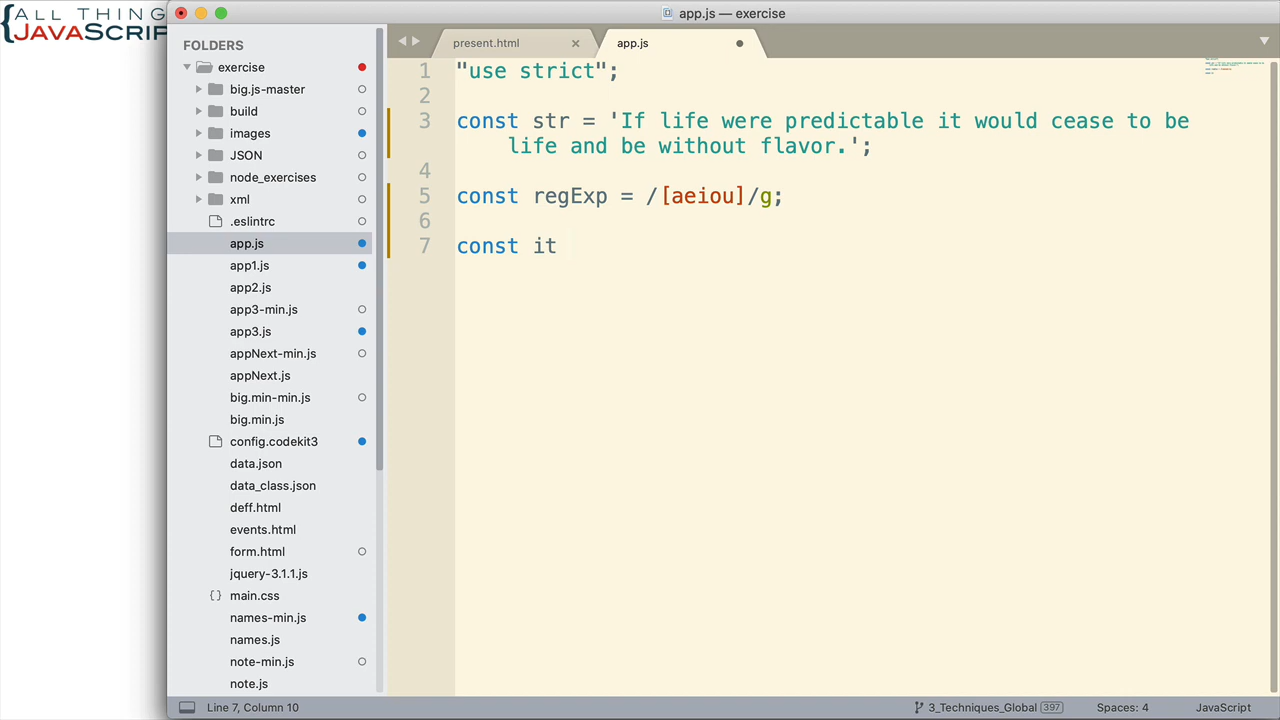 {ALL THING
JAVASCRIP
app.js — exercise
FOLDERS
exercise
big.js-master
build
images
JSON
node_exercises
xml
.eslintrc
app.js
app1.js
app2.js
app3-min.js
app3.js
appNext-min.js
appNext.js
big.min-min.js
big.min.js
config.codekit3
data.json
data_class.json
deff.html
events.html
form.html
jquery-3.1.1.js
{} main.css
names-min.js
names.js
note-min.js
note.js
present.html
app.js
1 "use strict";
2
3 const str = 'If life were predictable it would cease to be
life and be without flavor.';
4
5 const regExp = /[aeiou]/g;
6
7 const it
Line 7, Column 10
3_Techniques_Global 397
Spaces: 4
JavaScript